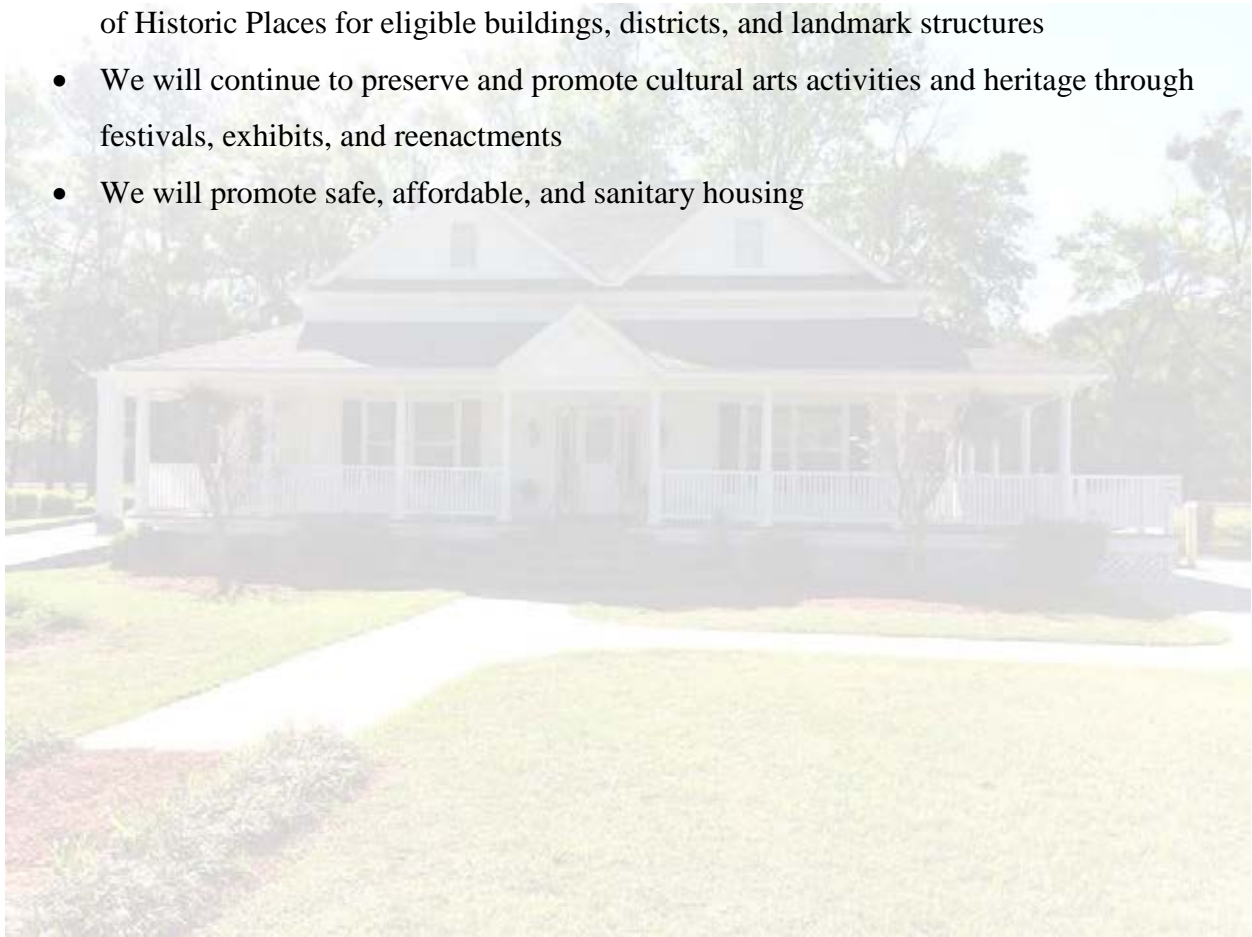 of Historic Places for eligible buildings, districts, and landmark structures
• We will continue to preserve and promote cultural arts activities and heritage through
festivals, exhibits, and reenactments
• We will promote safe, affordable, and sanitary housing